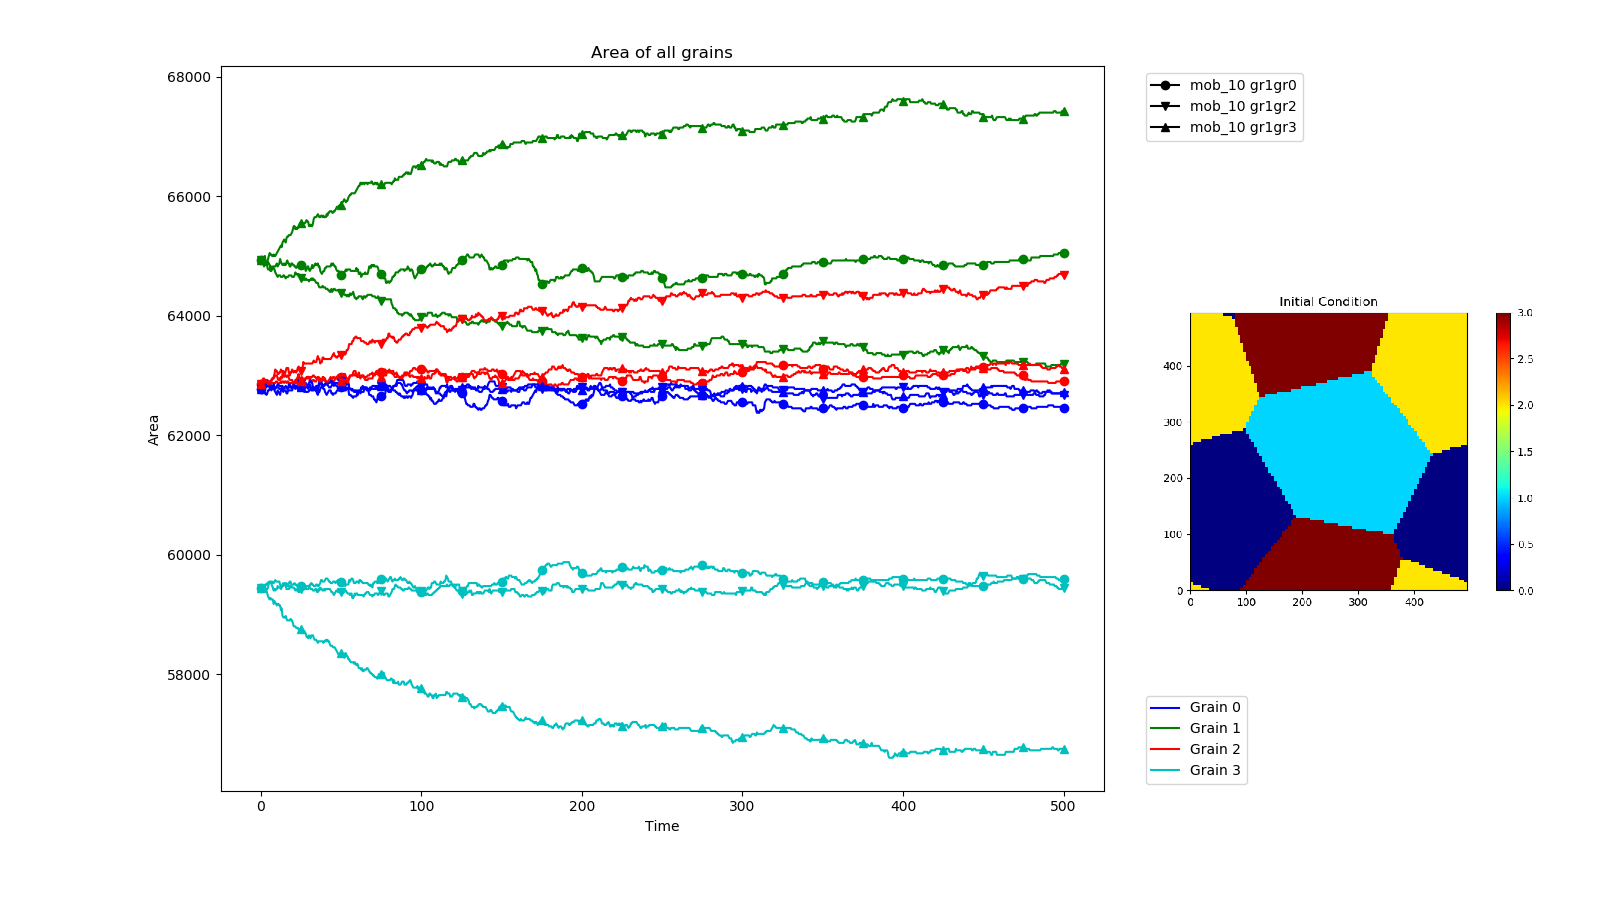 Area of all grains
68000
66000
64000
62000
60000
58000
Area
0 100 200 300 400 500
Time
mob_10 gr1gr0
mob_10 gr1gr2
mob_10 gr1gr3
Initial Condition
400
300
200
100
0
0 100 200 300 400
3.0
2.5
2.0
1.5
1.0
0.5
0.0
Grain 0
Grain 1
Grain 2
Grain 3